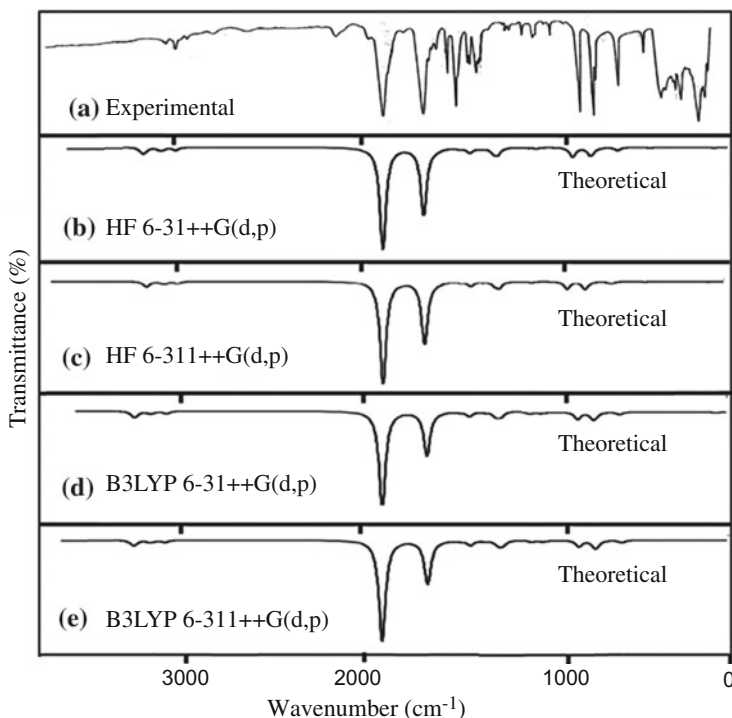 (a) Experimental
Theoretical
(b) HF 6-31++G(d,p)
Theoretical
(c) HF 6-311++G(d,p)
Theoretical
(d) B3LYP 6-31++G(d,p)
Theoretical
(e) B3LYP 6-311++G(d,p)
Transmittance (%)
3000 2000 1000 0
Wavenumber (cm-1)